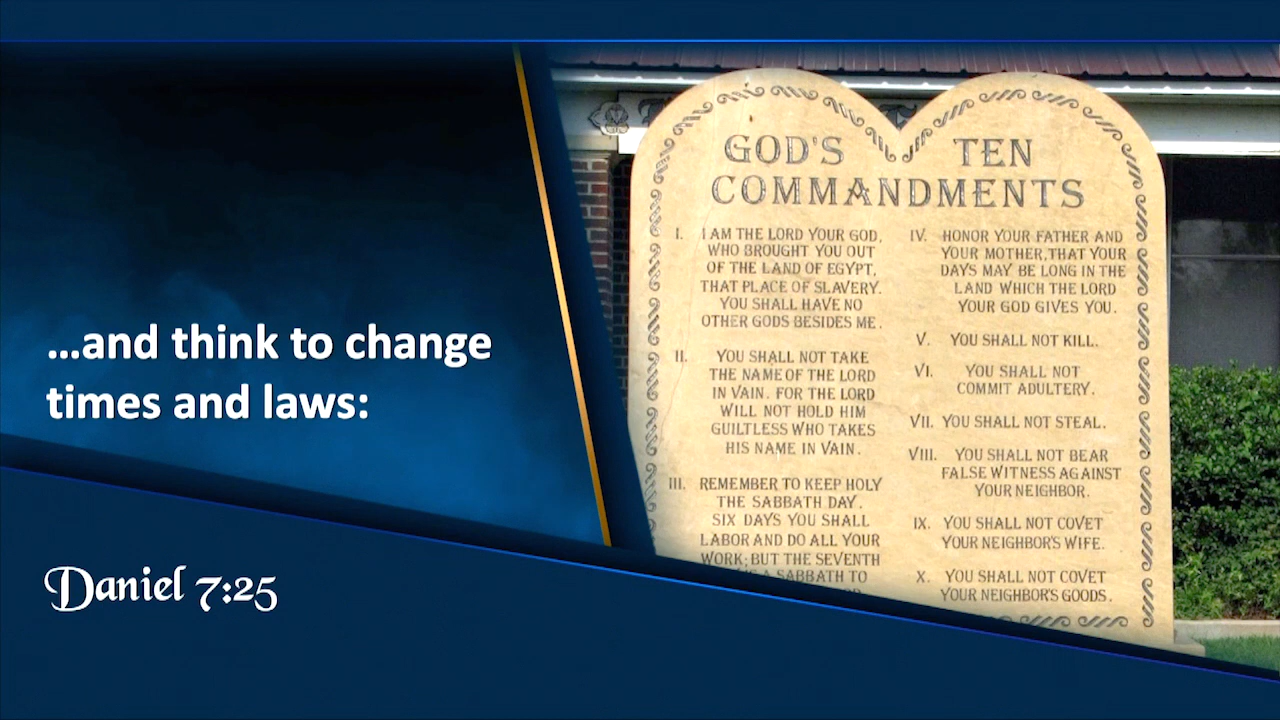 ...and think to change
times and laws:
Daniel 7:25
GOD'S TEN
COMMANDMENTS
I. I AM THE LORD YOUR GOD,
WHO BROUGHT YOU OUT
OF THE LAND OF EGYPT,
THAT PLACE OF SLAVERY.
YOU SHALL HAVE NO
OTHER GODS BESIDES ME.
II. YOU SHALL NOT TAKE
THE NAME OF THE LORD
IN VAIN. FOR THE LORD
WILL NOT HOLD HIM
GUILTLESS WHO TAKES
HIS NAME IN VAIN.
III. REMEMBER TO KEEP HOLY
THE SABBATH DAY.
SIX DAYS YOU SHALL
LABOR AND DO ALL YOUR
WORK; BUT THE SEVENTH
A SABBATH TO
IV. HONOR YOUR FATHER AND
YOUR MOTHER, THAT YOUR
DAYS MAY BE LONG IN THE
LAND WHICH THE LORD
YOUR GOD GIVES YOU.
V. YOU SHALL NOT KILL.
VI. YOU SHALL NOT
COMMIT ADULTERY.
VII. YOU SHALL NOT STEAL.
VIII. YOU SHALL NOT BEAR
FALSE WITNESS AGAINST
YOUR NEIGHBOR.
IX. YOU SHALL NOT COVET
YOUR NEIGHBOR'S WIFE.
X. YOU SHALL NOT COVET
YOUR NEIGHBOR'S GOODS.